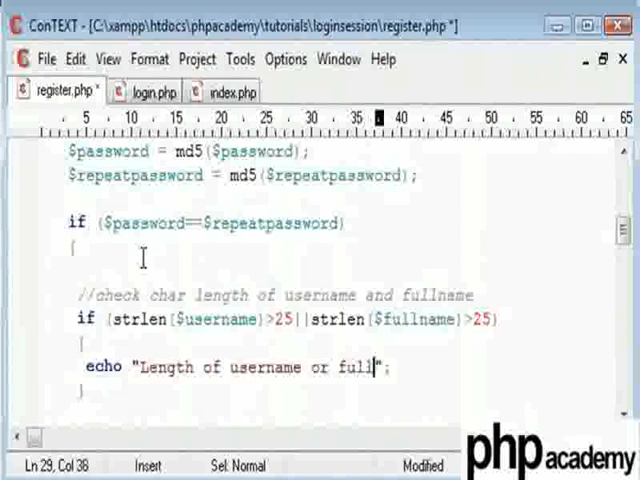 ConTEXT - [C:\xampp\htdocs\phpacademy\tutorials\loginsession\register.php *]
File Edit View Format Project Tools Options Window Help
register.php * login.php index.php
5 10 15 20 25 30 35 40 45 50 55 60 65
$password = md5($password);
$repeatpassword = md5($repeatpassword);
if ($password==$repeatpassword)
{
//check char length of username and fullname
if (strlen($username)>25||strlen($fullname)>25)
{
echo "Length of username or full";
}
Ln 29, Col 38 Insert Sel: Normal Modified
php academy